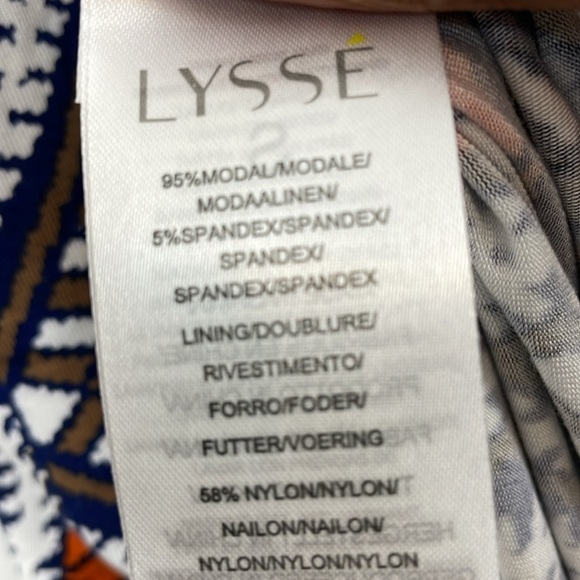 LYSSÉ
95%MODAL/MODALE/
MODAALINEN/
5%SPANDEX/SPANDEX/
SPANDEX/
SPANDEX/SPANDEX
LINING/DOUBLURE/
RIVESTIMENTO/
FORRO/FODER/
FUTTER/VOERING
58% NYLON/NYLON/
NAILON/NAILON/
NYLON/NYLON/NYLON